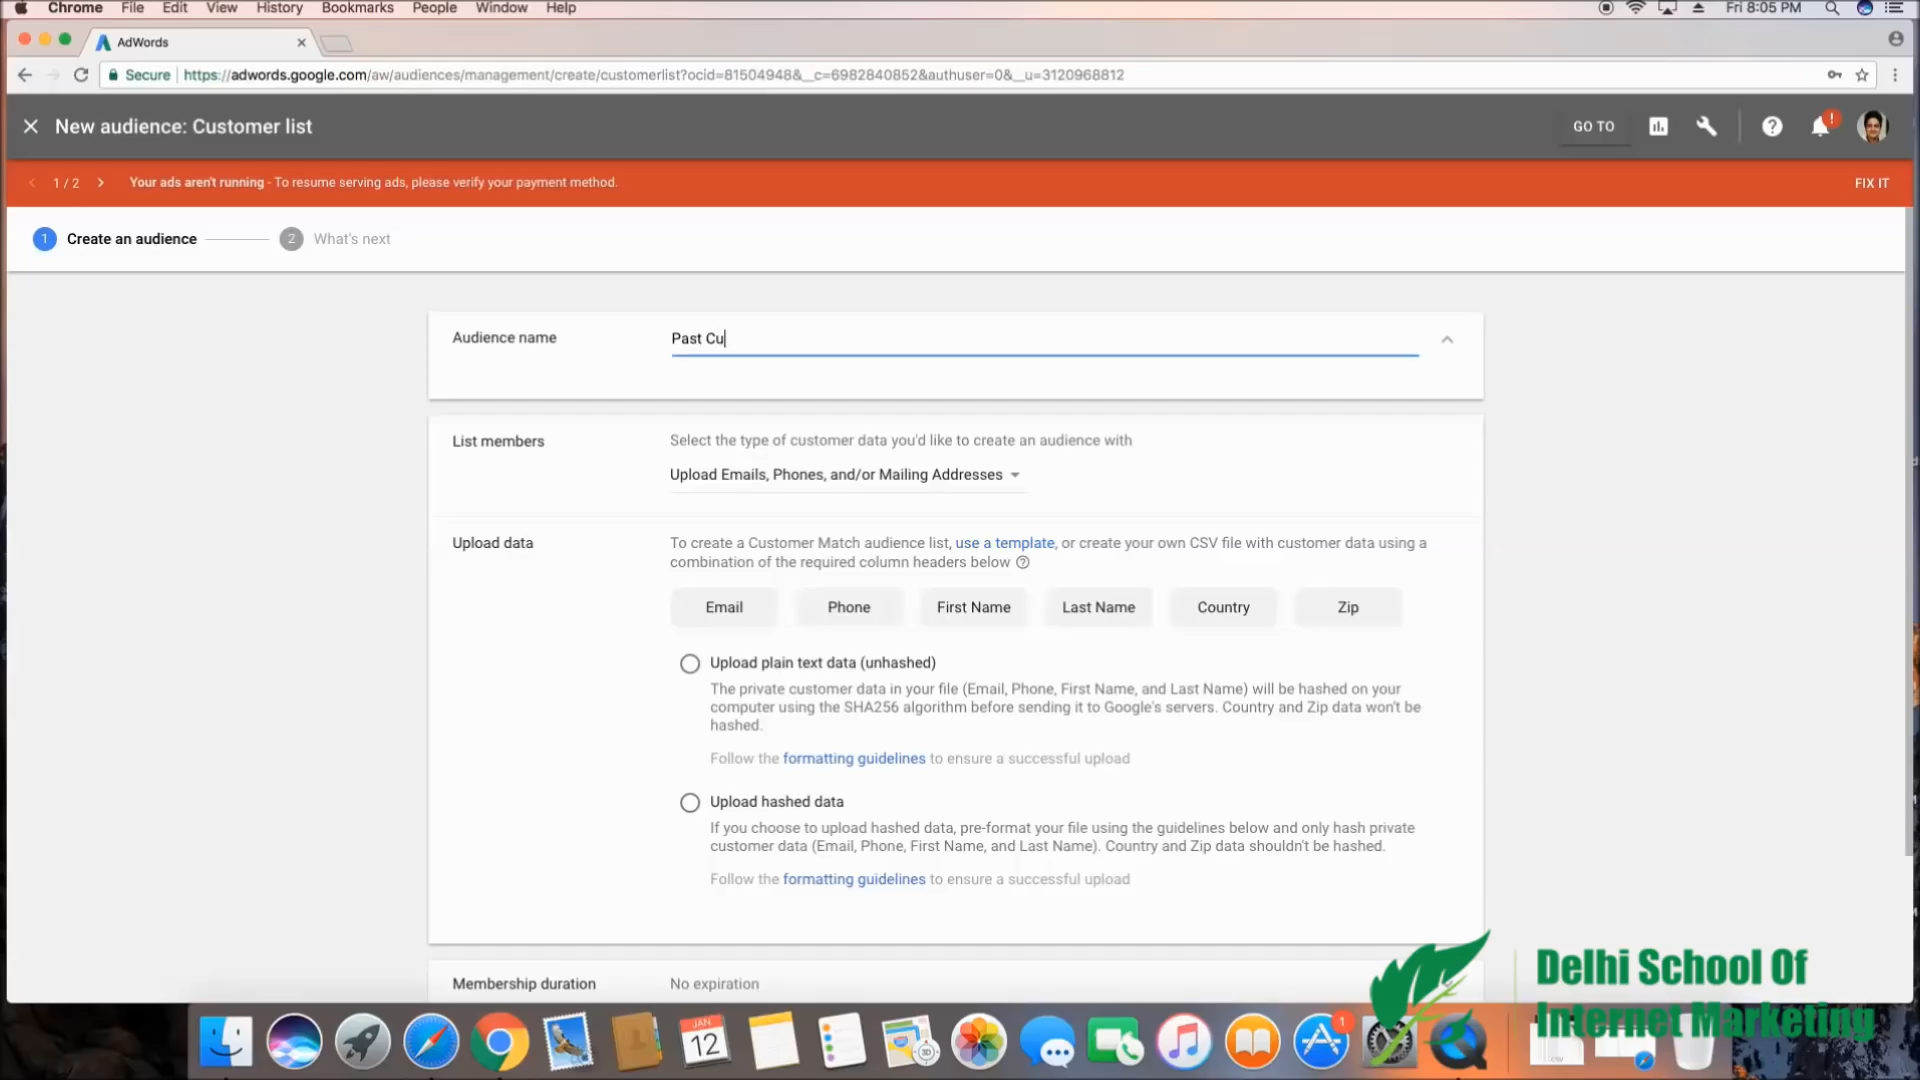 Chrome File Edit View History Bookmarks People Window Help Fri 8:05 PM
AdWords
Secure https://adwords.google.com/aw/audiences/management/create/customerlist?ocid=81504948&__c=6982840852&authuser=0&__u=3120968812
New audience: Customer list GO TO
1 / 2 Your ads aren't running - To resume serving ads, please verify your payment method. FIX IT
1 Create an audience 2 What's next
Audience name Past Cu
List members Select the type of customer data you'd like to create an audience with
Upload Emails, Phones, and/or Mailing Addresses
Upload data To create a Customer Match audience list, use a template, or create your own CSV file with customer data using a
combination of the required column headers below
Email Phone First Name Last Name Country Zip
Upload plain text data (unhashed)
The private customer data in your file (Email, Phone, First Name, and Last Name) will be hashed on your
computer using the SHA256 algorithm before sending it to Google's servers. Country and Zip data won't be
hashed.
Follow the formatting guidelines to ensure a successful upload
Upload hashed data
If you choose to upload hashed data, pre-format your file using the guidelines below and only hash private
customer data (Email, Phone, First Name, and Last Name). Country and Zip data shouldn't be hashed.
Follow the formatting guidelines to ensure a successful upload
Membership duration No expiration
Delhi School Of
Internet Marketing
JAN
12
3D
1
CSV